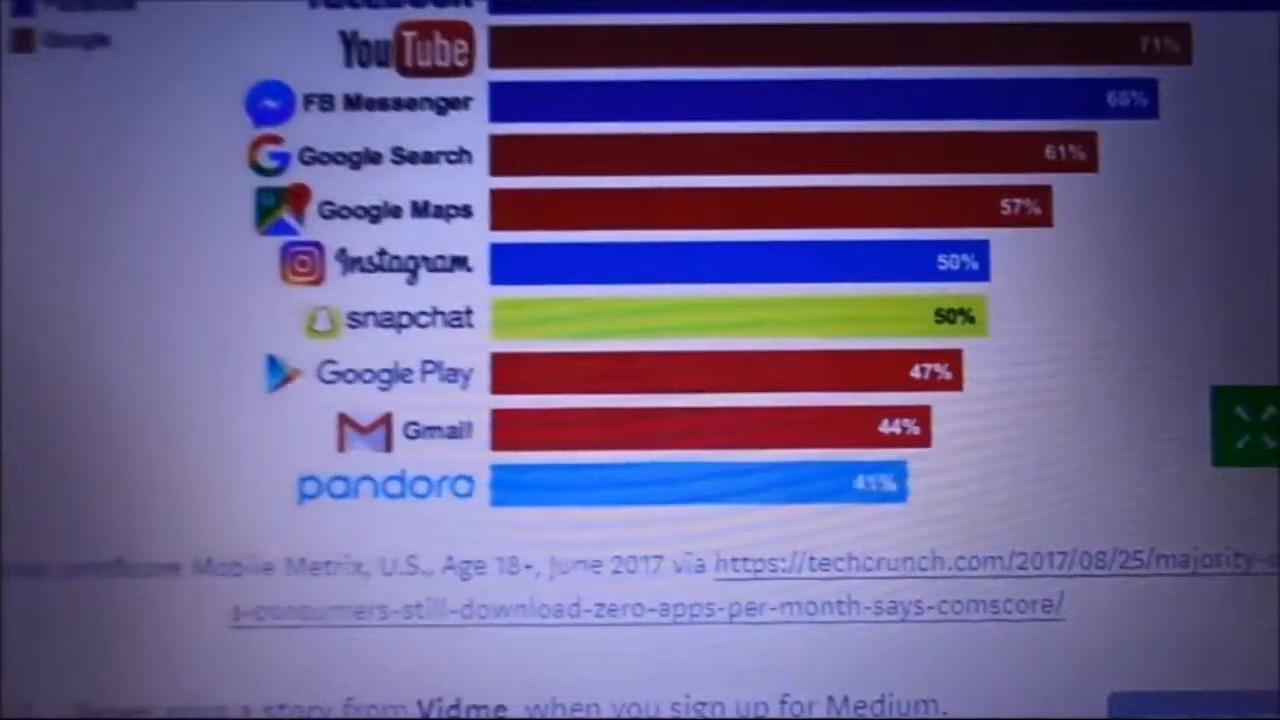 Google
YouTube 71%
FB Messenger 68%
Google Search 61%
Google Maps 57%
Instagram 50%
snapchat 50%
Google Play 47%
Gmail 44%
pandora
Mobile Metrix, U.S., Age 18+, June 2017 via https://techcrunch.com/2017/08/25/majority-o
-consumers-still-download-zero-apps-per-month-says-comscore/
a story from Vidme, when you sign up for Medium.